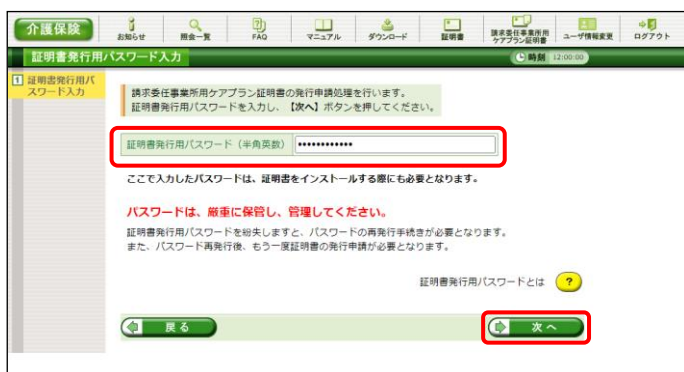 介護保険
お知らせ
照会一覧
FAQ
マニュアル
ダウンロード
証明書
請求委任事業所用
ケアプラン証明書
ユーザ情報変更
ログアウト
証明書発行用パスワード入力
時刻 12:00:00
1 証明書発行用パ
スワード入力
請求委任事業所用ケアプラン証明書の発行申請処理を行います。
証明書発行用パスワードを入力し、【次へ】ボタンを押してください。
証明書発行用パスワード（半角英数） ••••••••••••
ここで入力したパスワードは、証明書をインストールする際にも必要となります。
パスワードは、厳重に保管し、管理してください。
証明書発行用パスワードを紛失しますと、パスワードの再発行手続きが必要となります。
また、パスワード再発行後、もう一度証明書の発行申請が必要となります。
証明書発行用パスワードとは ?
戻る
次へ